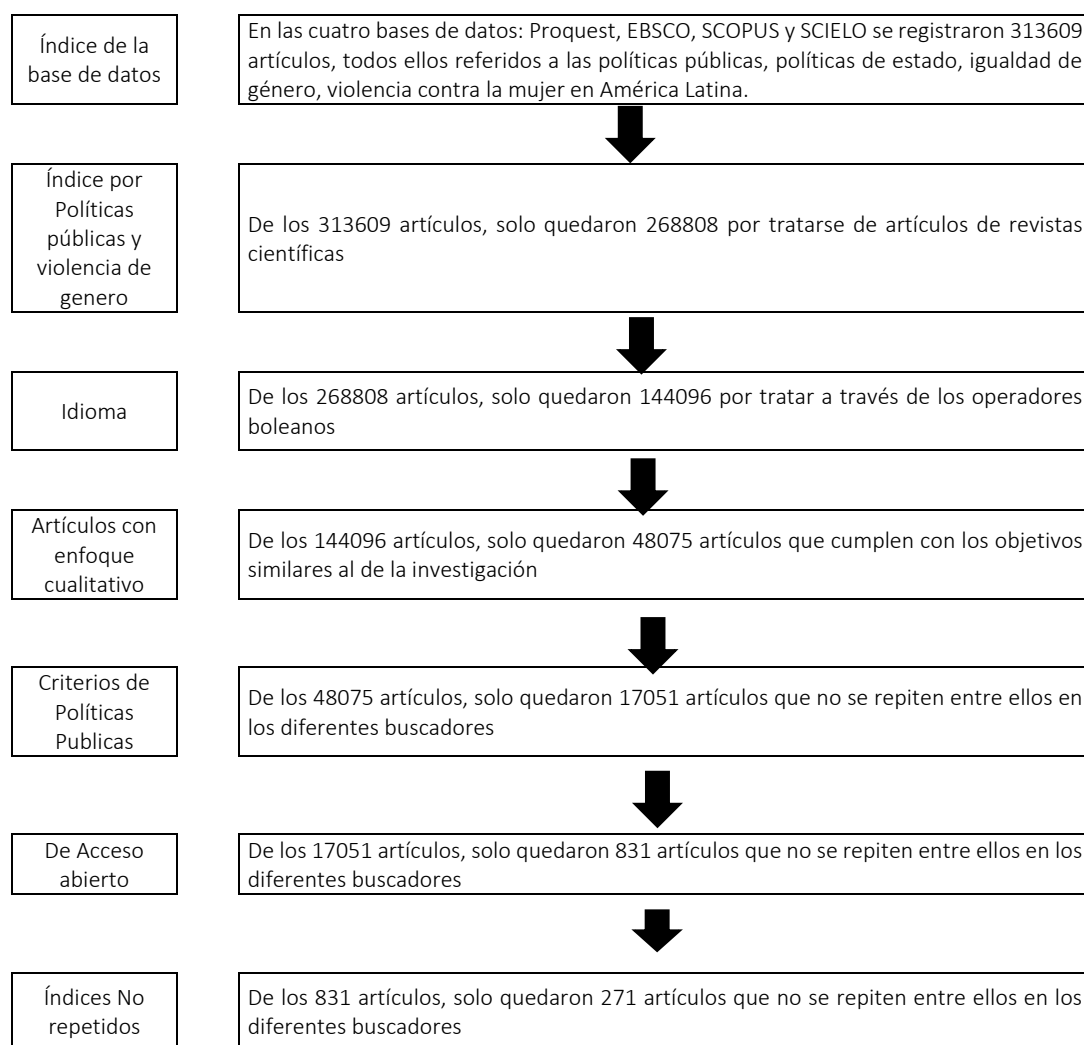 Índice de la
base de datos
En las cuatro bases de datos: Proquest, EBSCO, SCOPUS y SCIELO se registraron 313609
artículos, todos ellos referidos a las políticas públicas, políticas de estado, igualdad de
género, violencia contra la mujer en América Latina.
Índice por
Políticas
públicas y
violencia de
genero
De los 313609 artículos, solo quedaron 268808 por tratarse de artículos de revistas
científicas
Idioma
De los 268808 artículos, solo quedaron 144096 por tratar a través de los operadores
boleanos
Artículos con
enfoque
cualitativo
De los 144096 artículos, solo quedaron 48075 artículos que cumplen con los objetivos
similares al de la investigación
Criterios de
Políticas
Publicas
De los 48075 artículos, solo quedaron 17051 artículos que no se repiten entre ellos en
los diferentes buscadores
De Acceso
abierto
De los 17051 artículos, solo quedaron 831 artículos que no se repiten entre ellos en los
diferentes buscadores
Índices No
repetidos
De los 831 artículos, solo quedaron 271 artículos que no se repiten entre ellos en los
diferentes buscadores